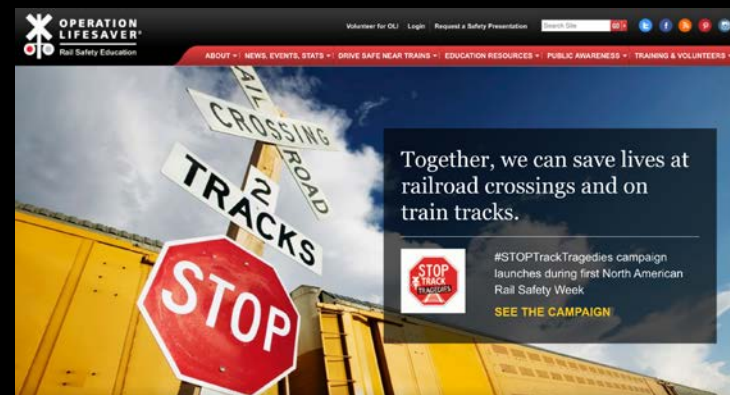 OPERATION
LIFESAVER®
Rail Safety Education
Volunteer for OLI Login Request a Safety Presentation Search Site GO
ABOUT NEWS, EVENTS, STATS DRIVE SAFE NEAR TRAINS EDUCATION RESOURCES PUBLIC AWARENESS TRAINING & VOLUNTEERS
RAILROAD
CROSSING
2
TRACKS
STOP
Together, we can save lives at
railroad crossings and on
train tracks.
STOP
TRACK
TRAGEDIES
#STOPTrackTragedies campaign
launches during first North American
Rail Safety Week
SEE THE CAMPAIGN